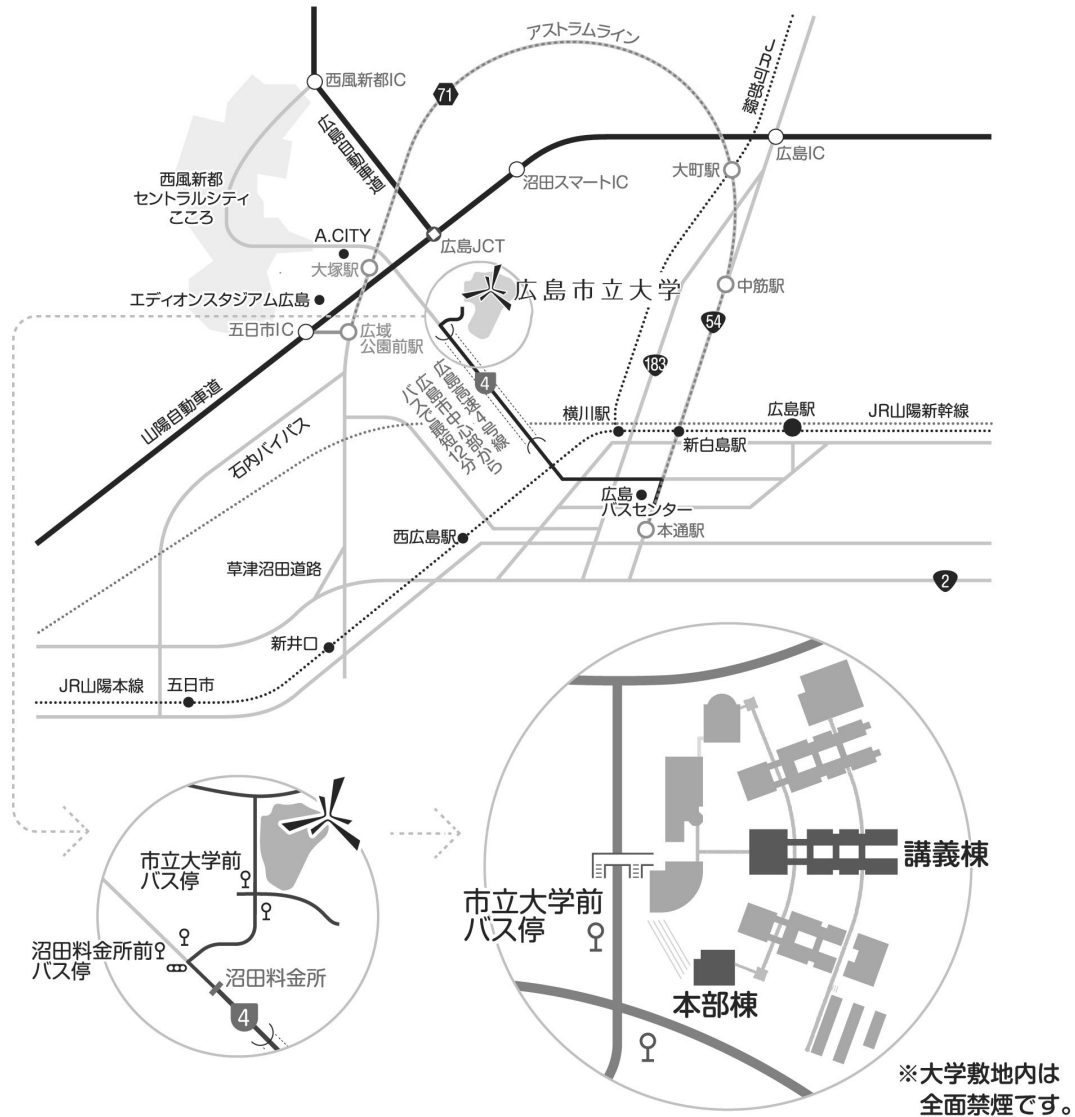 アストラムライン
JR可部線
西風新都IC
71
広島自動車道
広島IC
沼田スマートIC
大町駅
西風新都
セントラルシティ
こころ
A.CITY
広島JCT
大塚駅
広島市立大学
中筋駅
エディオンスタジアム広島
五日市IC
広域
公園前駅
54
183
4
広島高速4号線から
広島市中心部から
バスで最短12分
山陽自動車道
石内バイパス
横川駅
広島駅
JR山陽新幹線
新白島駅
広島
バスセンター
本通駅
西広島駅
草津沼田道路
2
新井口
JR山陽本線
五日市
市立大学前
バス停
沼田料金所前
バス停
沼田料金所
4
講義棟
市立大学前
バス停
本部棟
※大学敷地内は
全面禁煙です。